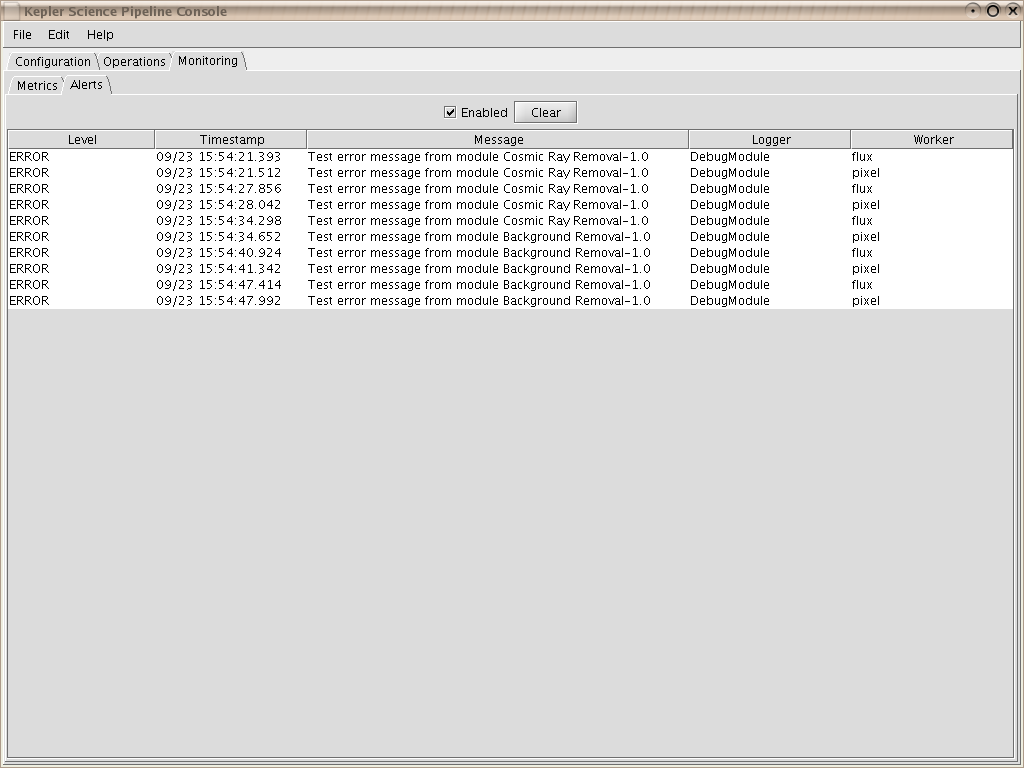 Kepler Science Pipeline Console
File Edit Help
Configuration Operations Monitoring
Metrics Alerts
Enabled Clear
Level Timestamp Message Logger Worker
ERROR 09/23 15:54:21.393 Test error message from module Cosmic Ray Removal-1.0 DebugModule flux
ERROR 09/23 15:54:21.512 Test error message from module Cosmic Ray Removal-1.0 DebugModule pixel
ERROR 09/23 15:54:27.856 Test error message from module Cosmic Ray Removal-1.0 DebugModule flux
ERROR 09/23 15:54:28.042 Test error message from module Cosmic Ray Removal-1.0 DebugModule pixel
ERROR 09/23 15:54:34.298 Test error message from module Cosmic Ray Removal-1.0 DebugModule flux
ERROR 09/23 15:54:34.652 Test error message from module Background Removal-1.0 DebugModule pixel
ERROR 09/23 15:54:40.924 Test error message from module Background Removal-1.0 DebugModule flux
ERROR 09/23 15:54:41.342 Test error message from module Background Removal-1.0 DebugModule pixel
ERROR 09/23 15:54:47.414 Test error message from module Background Removal-1.0 DebugModule flux
ERROR 09/23 15:54:47.992 Test error message from module Background Removal-1.0 DebugModule pixel